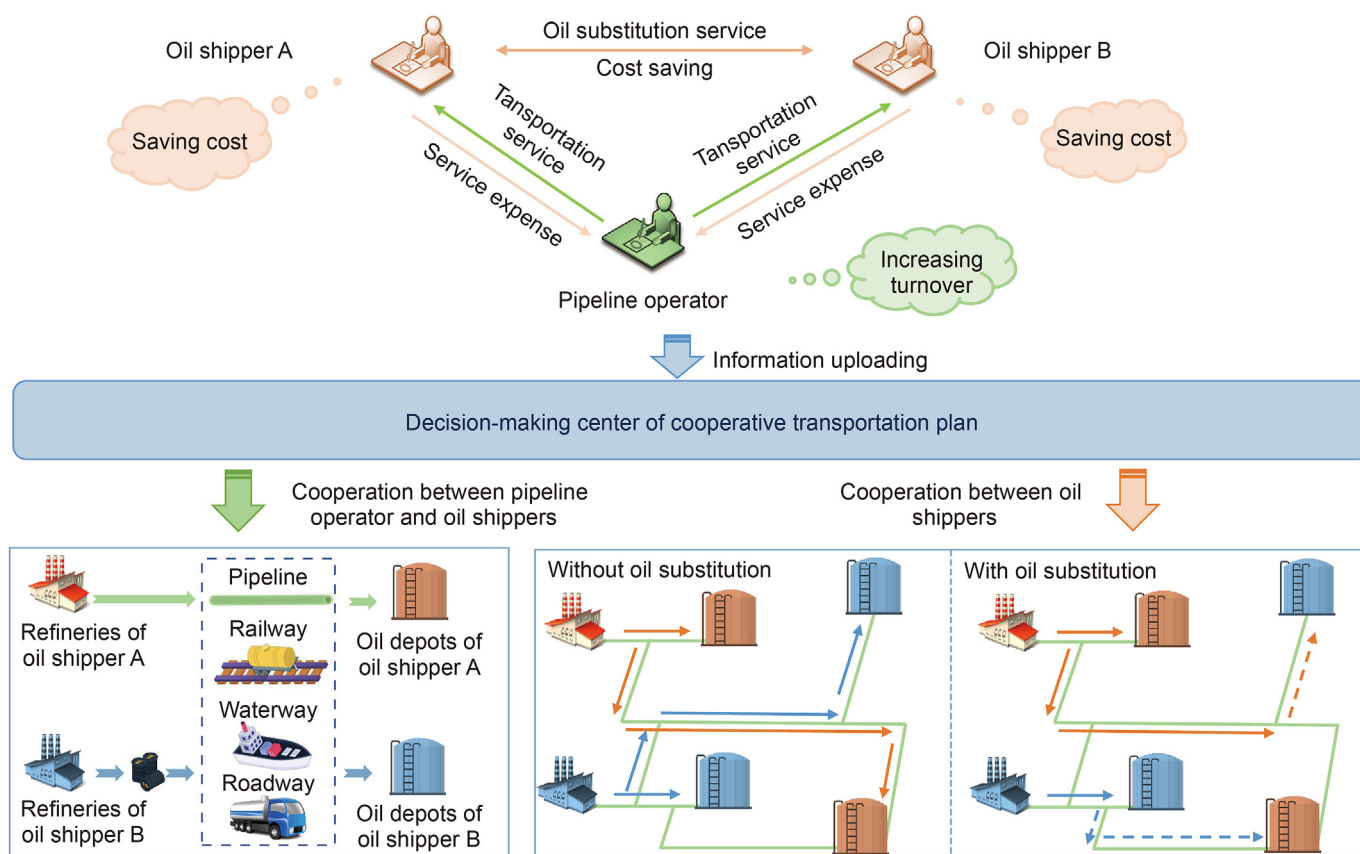 Oil shipper A
Oil substitution service
Cost saving
Oil shipper B
Saving cost
Tansportation
service
Service expense
Tansportation
service
Service expense
Saving cost
Increasing
turnover
Pipeline operator
Information uploading
Decision-making center of cooperative transportation plan
Cooperation between pipeline
operator and oil shippers
Cooperation between oil
shippers
Refineries of
oil shipper A
Pipeline
Railway
Waterway
Roadway
Oil depots of
oil shipper A
Refineries of
oil shipper B
Oil depots of
oil shipper B
Without oil substitution
With oil substitution